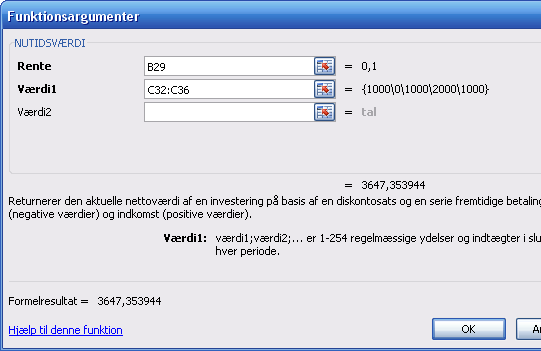 Funktionsargumenter
NUTIDSVÆRDI
Rente B29 = 0,1
Værdi1 C32:C36 = {1000\0\1000\2000\1000}
Værdi2 = tal
= 3647,353944
Returnerer den aktuelle nettoværdi af en investering på basis af en diskontosats og en serie fremtidige
(negative værdier) og indkomst (positive værdier).
Værdi1: værdi1;værdi2;... er 1-254 regelmæssige ydelser og indtægter i
hver periode.
Formelresultat = 3647,353944
Hjælp til denne funktion OK